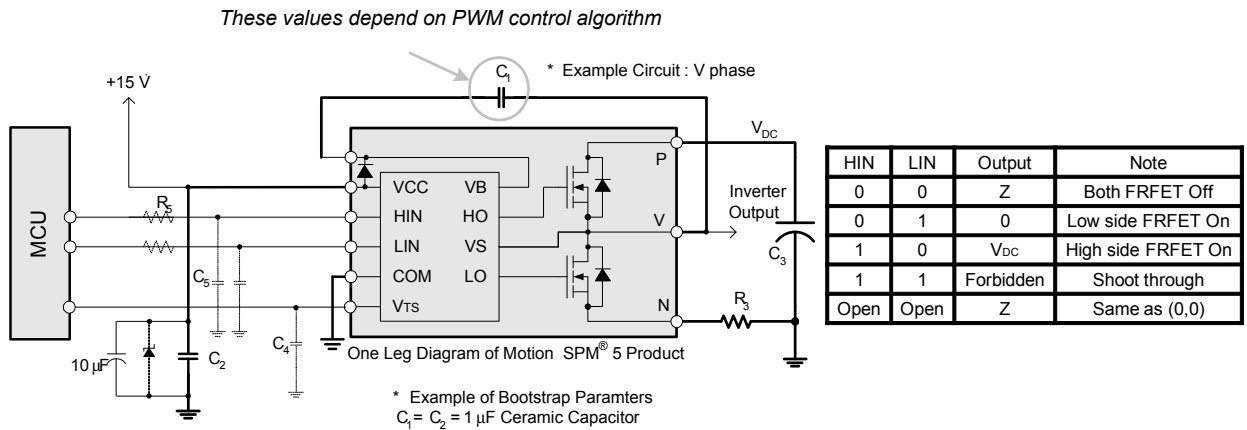 These values depend on PWM control algorithm
C1
* Example Circuit : V phase
+15 V
MCU
R5
C5
C4
10 μF
C2
VCC
HIN
LIN
COM
VTS
VB
HO
VS
LO
P
V
N
VDC
Inverter
Output
C3
R3
One Leg Diagram of Motion SPM® 5 Product
* Example of Bootstrap Paramters
C1 = C2 = 1 μF Ceramic Capacitor
HIN LIN Output Note
0 0 Z Both FRFET Off
0 1 0 Low side FRFET On
1 0 VDC High side FRFET On
1 1 Forbidden Shoot through
Open Open Z Same as (0,0)